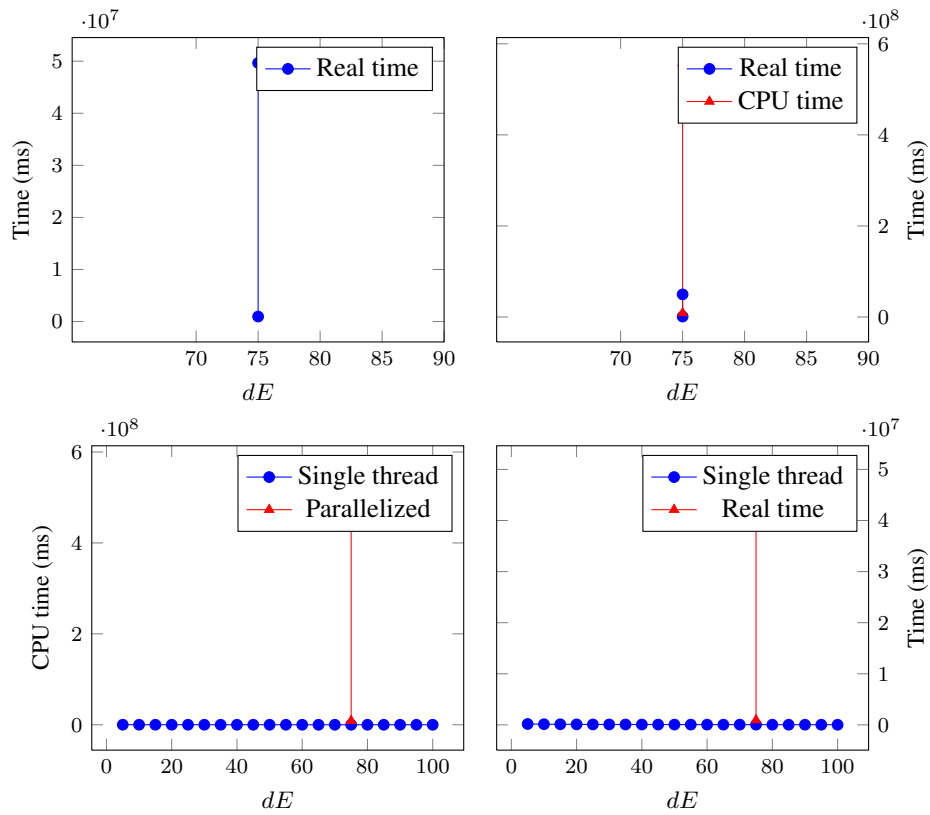 ·10^7
Real time
5
4
3
2
1
0
Time (ms)
70 75 80 85 90
dE
·10^8
Real time
CPU time
6
4
2
0
Time (ms)
70 75 80 85 90
dE
·10^8
Single thread
Parallelized
6
4
2
0
CPU time (ms)
0 20 40 60 80 100
dE
·10^7
Single thread
Real time
5
4
3
2
1
0
Time (ms)
0 20 40 60 80 100
dE